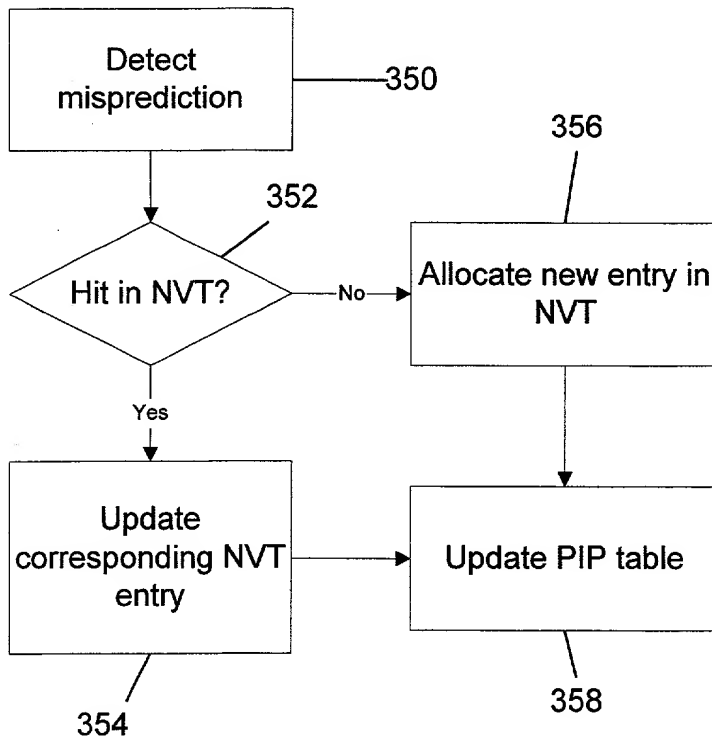 Detect
misprediction
350
356
352
Hit in NVT?
No
Allocate new entry in
NVT
Yes
Update
corresponding NVT
entry
Update PIP table
354
358